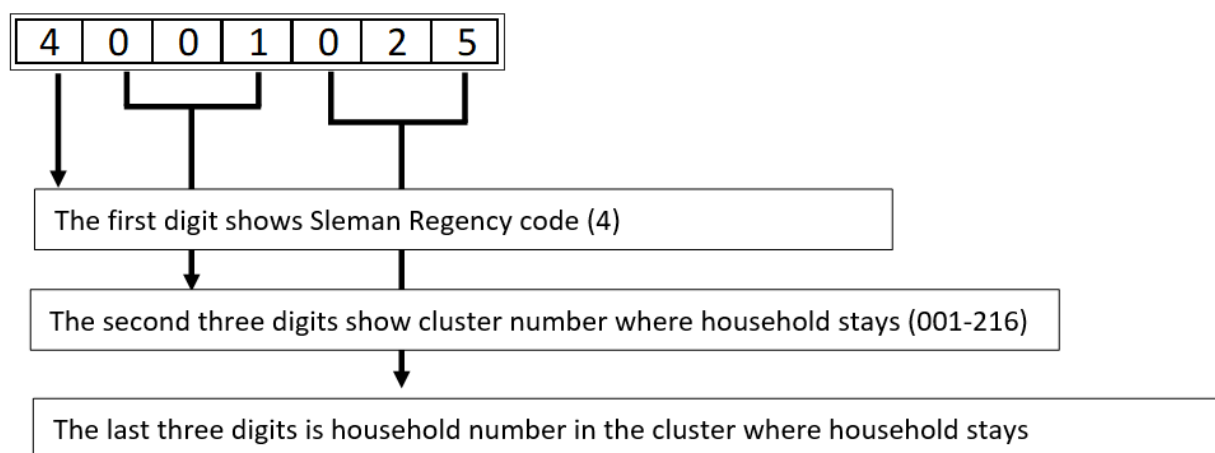 4 0 0 1 0 2 5
The first digit shows Sleman Regency code (4)
The second three digits show cluster number where household stays (001-216)
The last three digits is household number in the cluster where household stays